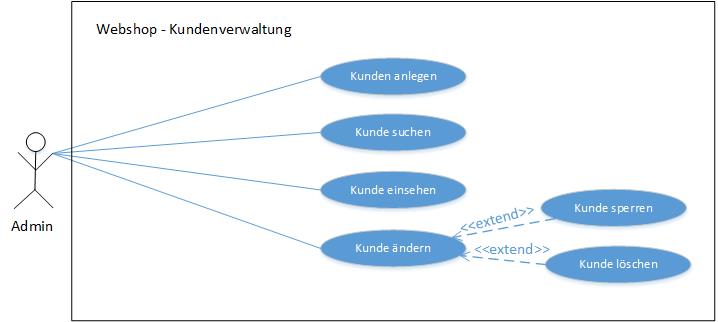 Webshop - Kundenverwaltung
Kunden anlegen
Kunde suchen
Kunde einsehen
Kunde ändern
<<extend>>
Kunde sperren
<<extend>>
Kunde löschen
Admin